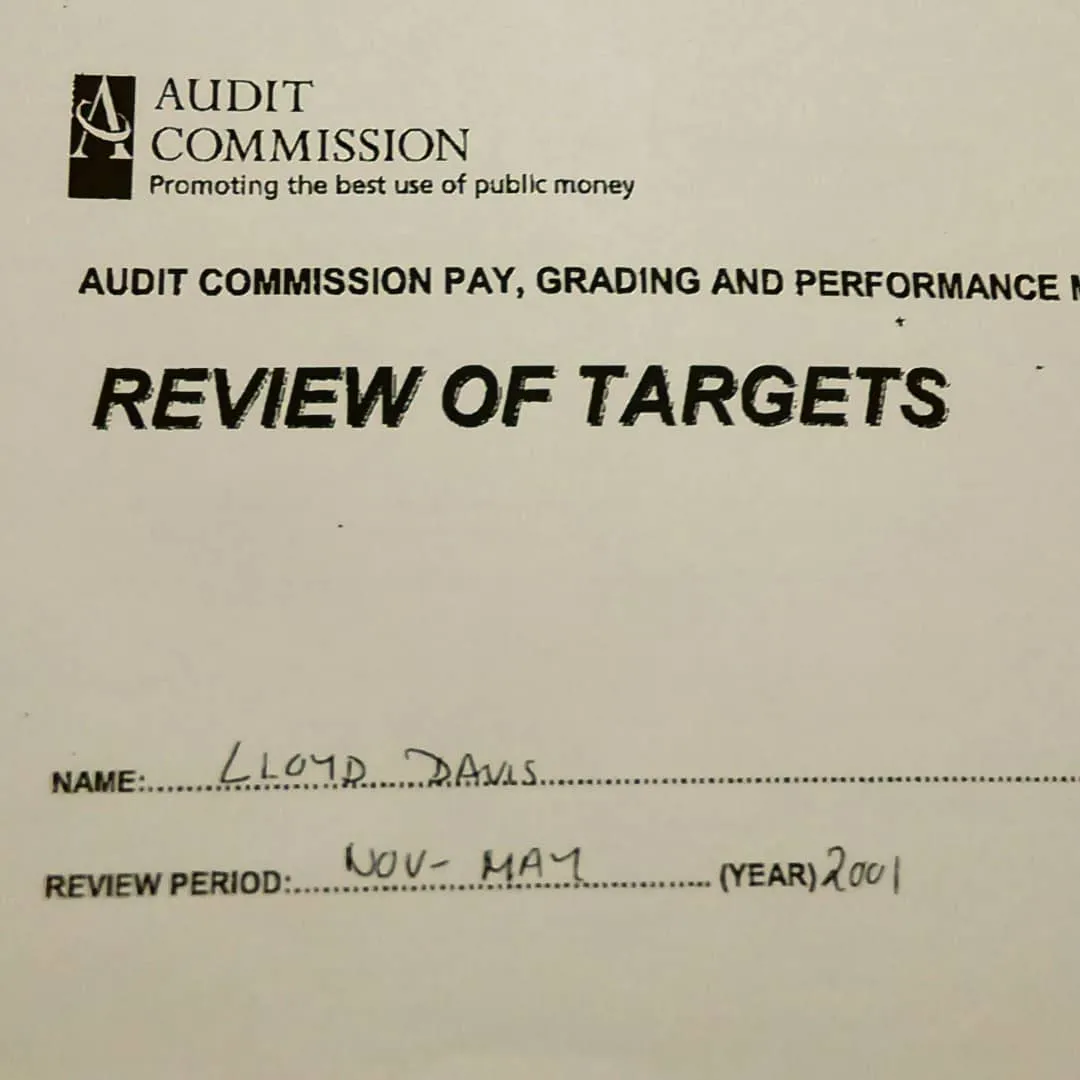 AUDIT
COMMISSION
Promoting the best use of public money
AUDIT COMMISSION PAY, GRADING AND PERFORMANCE
REVIEW OF TARGETS
NAME:......LLOYD DAVIS......
REVIEW PERIOD:......NOV- MAY...... (YEAR) 2001